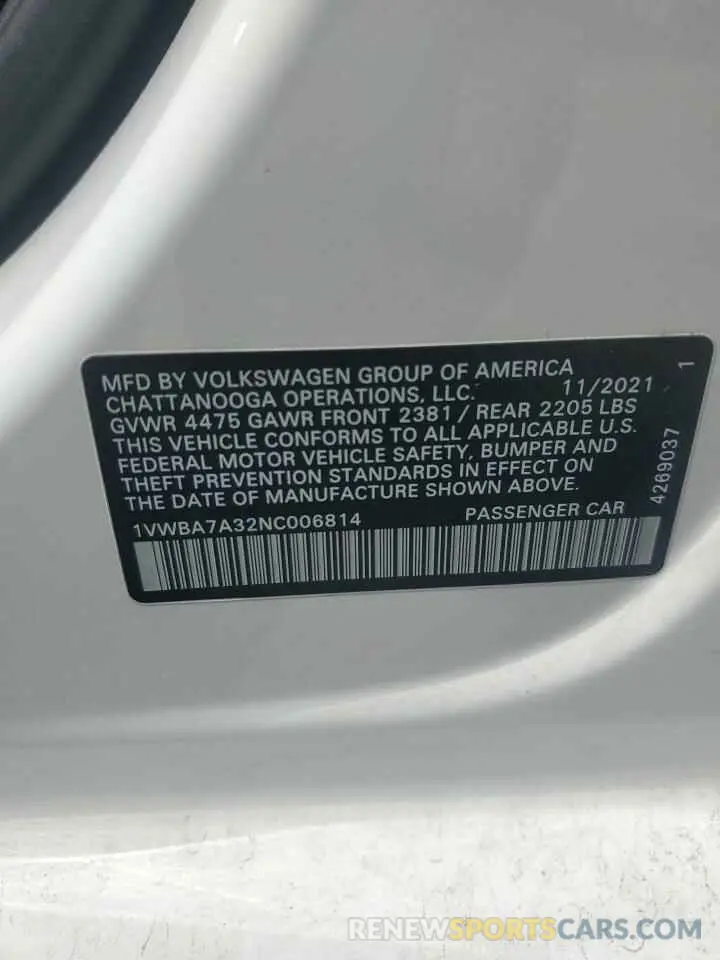 MFD BY VOLKSWAGEN GROUP OF AMERICA
CHATTANOOGA OPERATIONS, LLC. 11/2021 1
GVWR 4475 GAWR FRONT 2381 / REAR 2205 LBS
THIS VEHICLE CONFORMS TO ALL APPLICABLE U.S.
FEDERAL MOTOR VEHICLE SAFETY, BUMPER AND
THEFT PREVENTION STANDARDS IN EFFECT ON
THE DATE OF MANUFACTURE SHOWN ABOVE.
4269037
1VWBA7A32NC006814 PASSENGER CAR
RENEWSPORTSCARS.COM